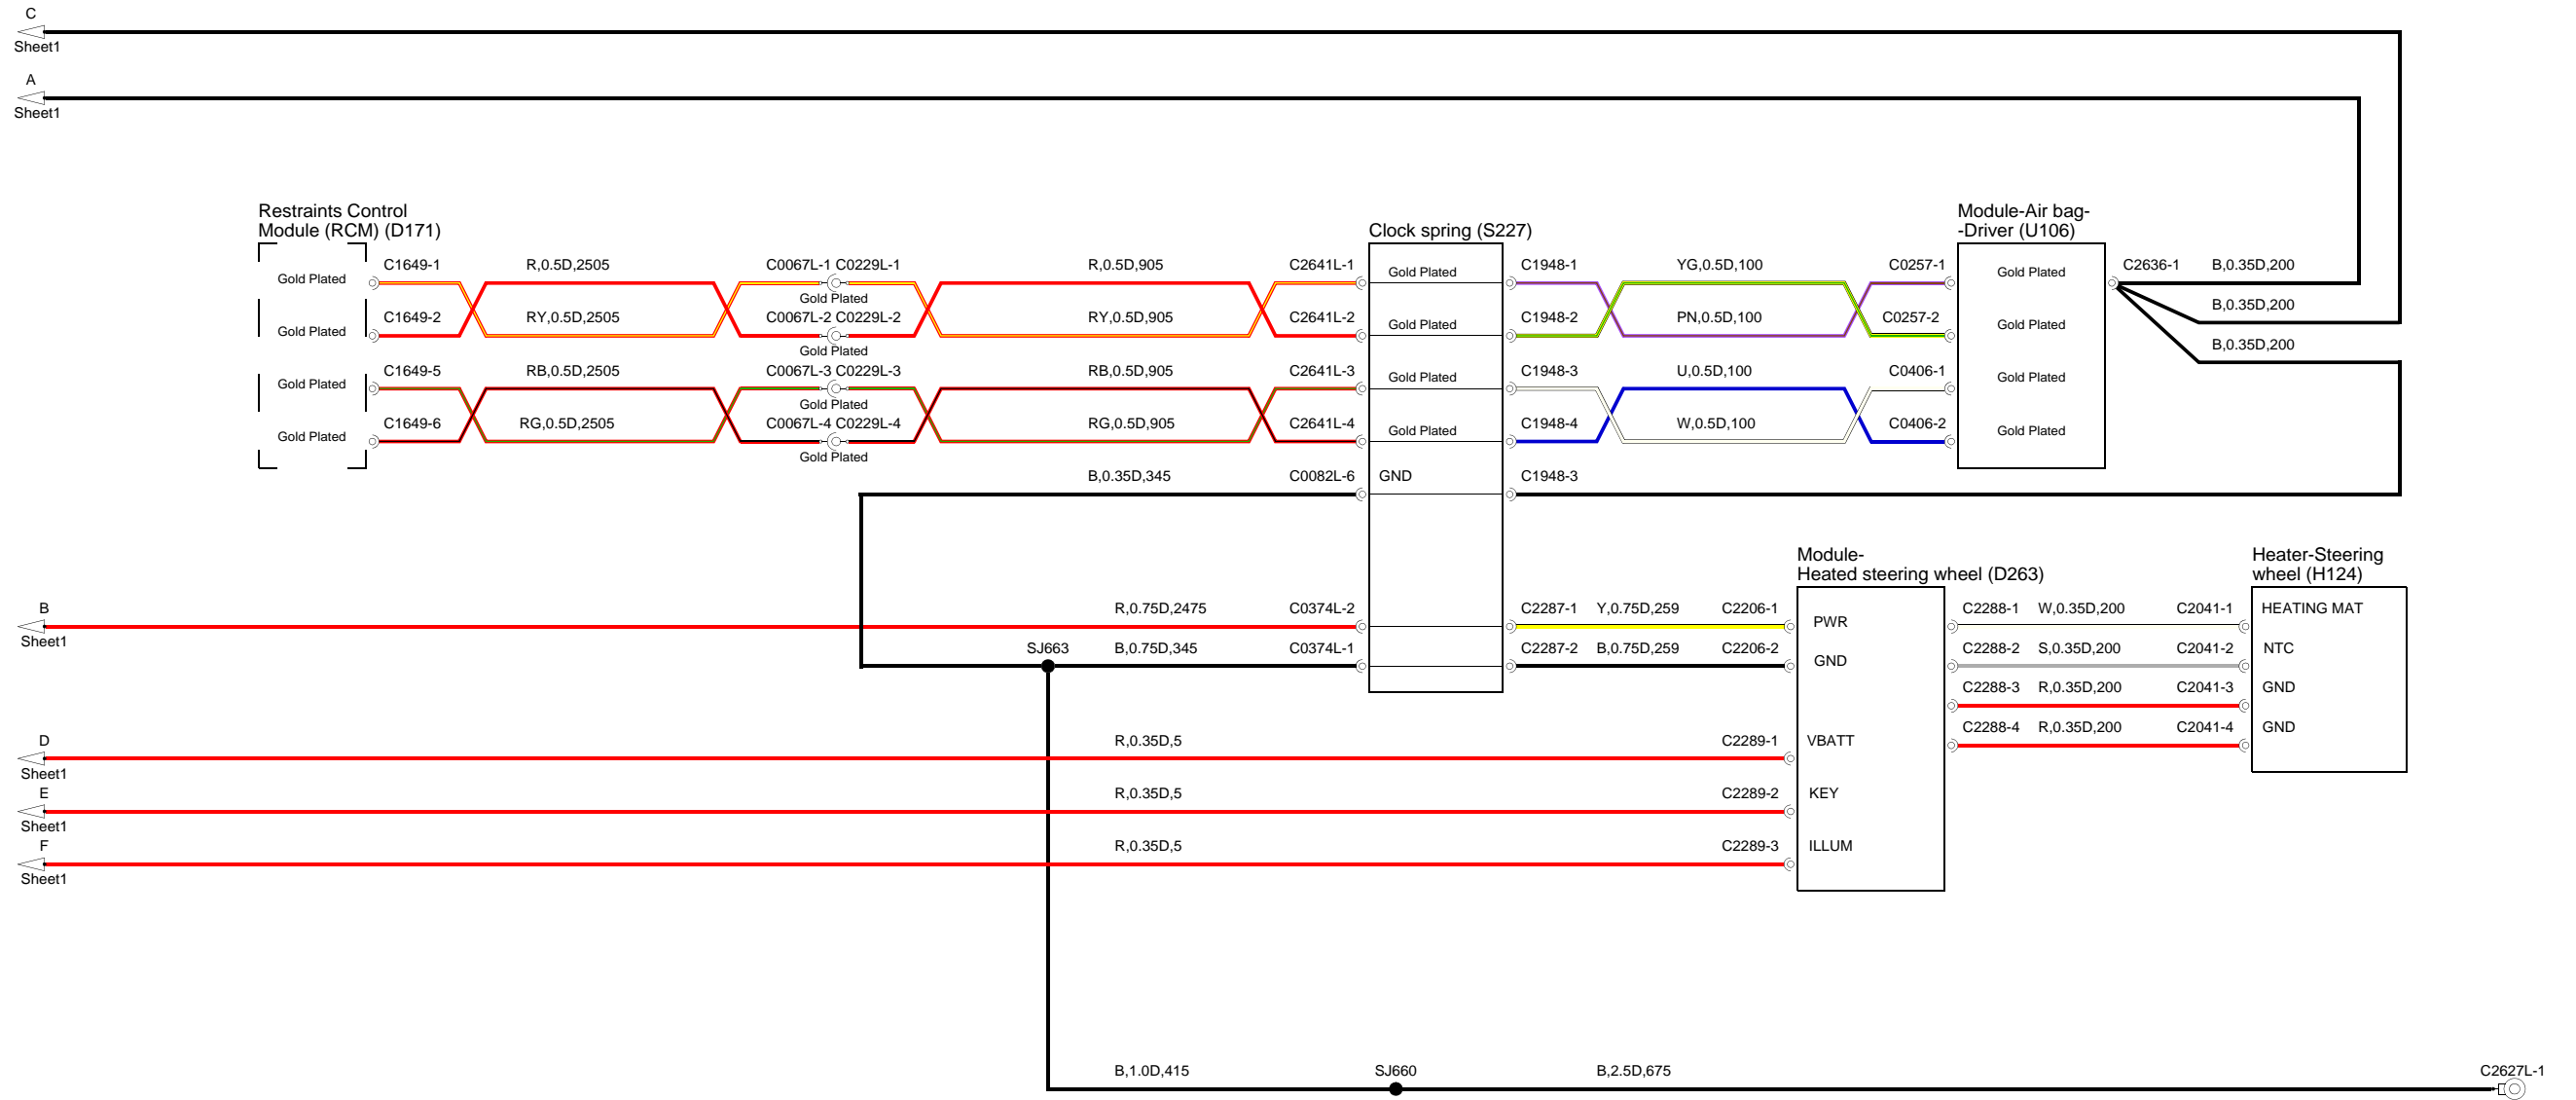 C
Sheet1
A
Sheet1
Restraints Control
Module (RCM) (D171)
Clock spring (S227)
Module-Air bag-
-Driver (U106)
C1649-1
R,0.5D,2505
C0067L-1 C0229L-1
R,0.5D,905
C2641L-1
C1948-1
YG,0.5D,100
C0257-1
C2636-1
B,0.35D,200
Gold Plated
Gold Plated
Gold Plated
Gold Plated
B,0.35D,200
C1649-2
RY,0.5D,2505
C0067L-2 C0229L-2
RY,0.5D,905
C2641L-2
C1948-2
PN,0.5D,100
C0257-2
Gold Plated
Gold Plated
Gold Plated
Gold Plated
B,0.35D,200
C1649-5
RB,0.5D,2505
C0067L-3 C0229L-3
RB,0.5D,905
C2641L-3
C1948-3
U,0.5D,100
C0406-1
Gold Plated
Gold Plated
Gold Plated
Gold Plated
C1649-6
RG,0.5D,2505
C0067L-4 C0229L-4
RG,0.5D,905
C2641L-4
C1948-4
W,0.5D,100
C0406-2
Gold Plated
Gold Plated
Gold Plated
Gold Plated
B,0.35D,345
C0082L-6
GND
C1948-3
Module-
Heated steering wheel (D263)
Heater-Steering
wheel (H124)
B
Sheet1
R,0.75D,2475
C0374L-2
C2287-1
Y,0.75D,259
C2206-1
PWR
C2288-1
W,0.35D,200
C2041-1
HEATING MAT
SJ663
B,0.75D,345
C0374L-1
C2287-2
B,0.75D,259
C2206-2
GND
C2288-2
S,0.35D,200
C2041-2
NTC
C2288-3
R,0.35D,200
C2041-3
GND
C2288-4
R,0.35D,200
C2041-4
GND
D
Sheet1
R,0.35D,5
C2289-1
VBATT
E
Sheet1
R,0.35D,5
C2289-2
KEY
F
Sheet1
R,0.35D,5
C2289-3
ILLUM
B,1.0D,415
SJ660
B,2.5D,675
C2627L-1